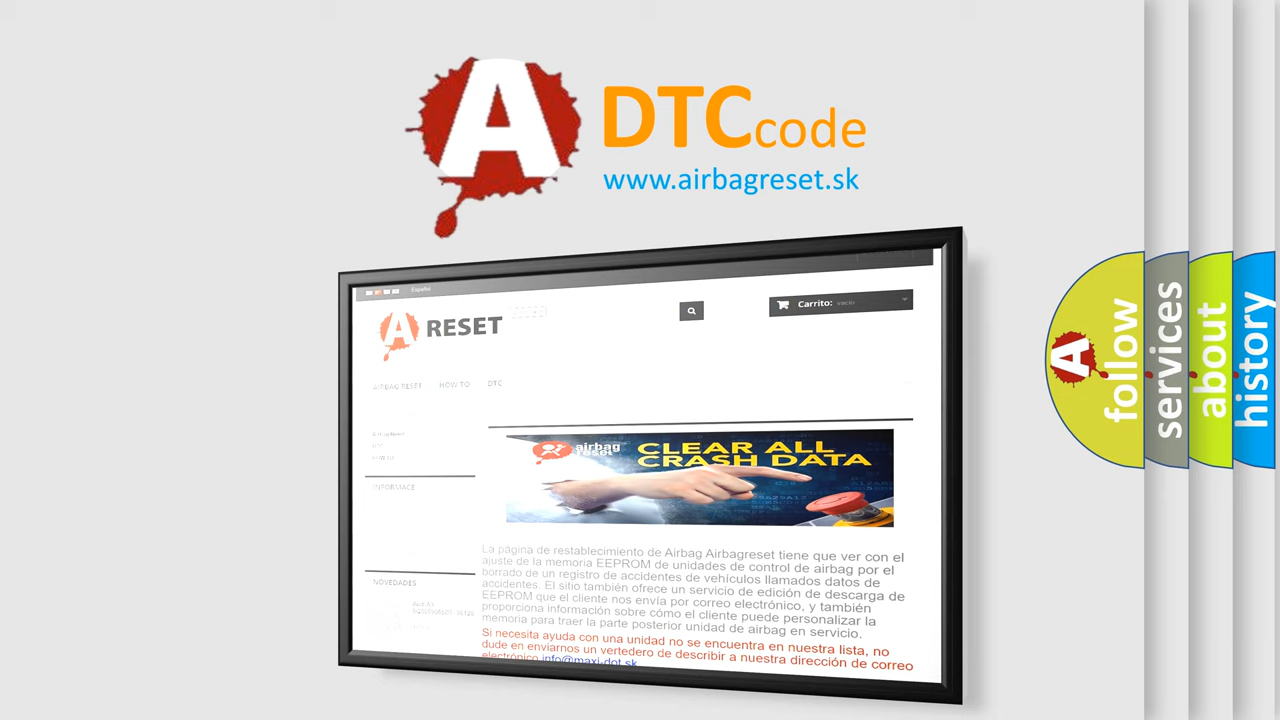 A
DTCcode
www.airbagreset.sk
Español
A RESET
Carrito: vacío
AIRBAG RESET HOW TO DTC
INFORMACE
NOVEDADES
airbag
reset
CLEAR ALL
CRASH DATA
La página de restablecimiento de Airbag Airbagreset tiene que ver con el
ajuste de la memoria EEPROM de unidades de control de airbag por el
borrado de un registro de accidentes de vehículos llamados datos de
accidentes. El sitio también ofrece un servicio de edición de descarga de
EEPROM que el cliente nos envía por correo electrónico, y también
proporciona información sobre cómo el cliente puede personalizar la
memoria para traer la parte posterior unidad de airbag en servicio.
Si necesita ayuda con una unidad no se encuentra en nuestra lista, no
dude en enviarnos un vertedero de describir a nuestra dirección de correo
electrónico info@maxi-dot.sk
A
follow
services
about
history